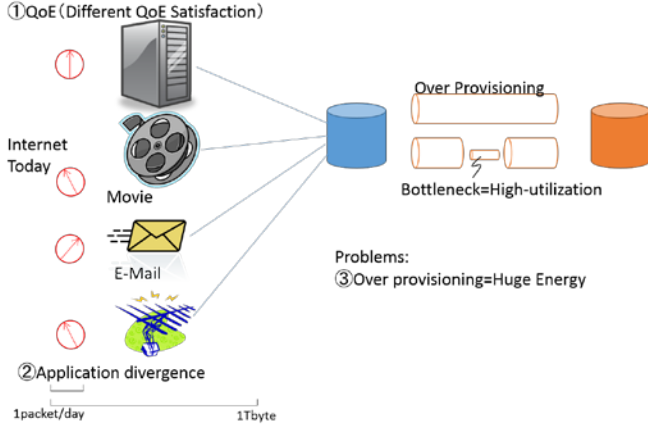 ①QoE(Different QoE Satisfaction)
Over Provisioning
Internet
Today
Movie
Bottleneck=High-utilization
E-Mail
Problems:
③Over provisioning=Huge Energy
②Application divergence
1packet/day
1Tbyte